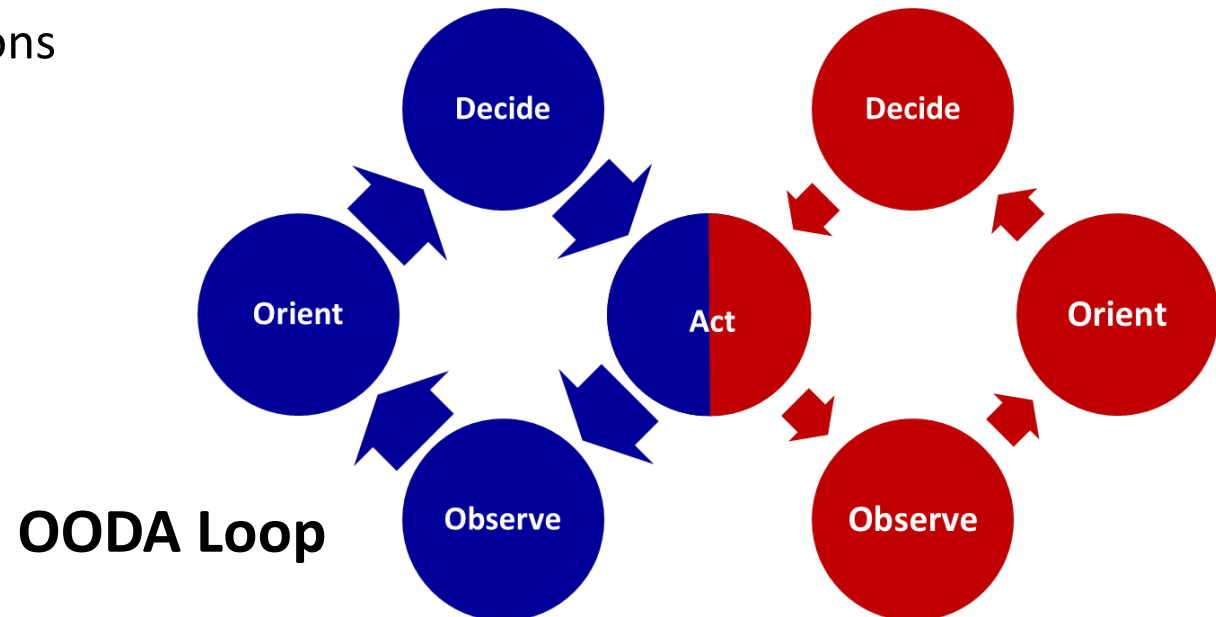 ons
Decide
Decide
Orient
Act
Orient
Observe
Observe
OODA Loop